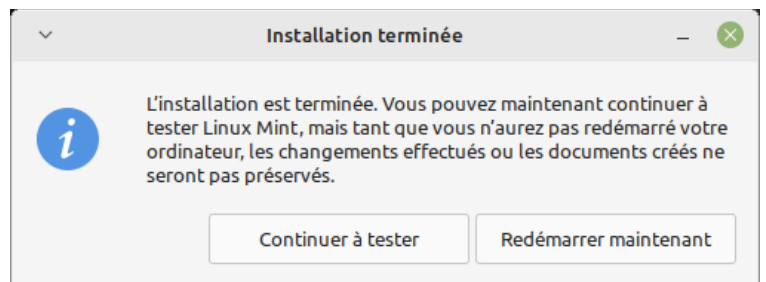 Installation terminée
L'installation est terminée. Vous pouvez maintenant continuer à
tester Linux Mint, mais tant que vous n'aurez pas redémarré votre
ordinateur, les changements effectués ou les documents créés ne
seront pas préservés.
Continuer à tester
Redémarrer maintenant